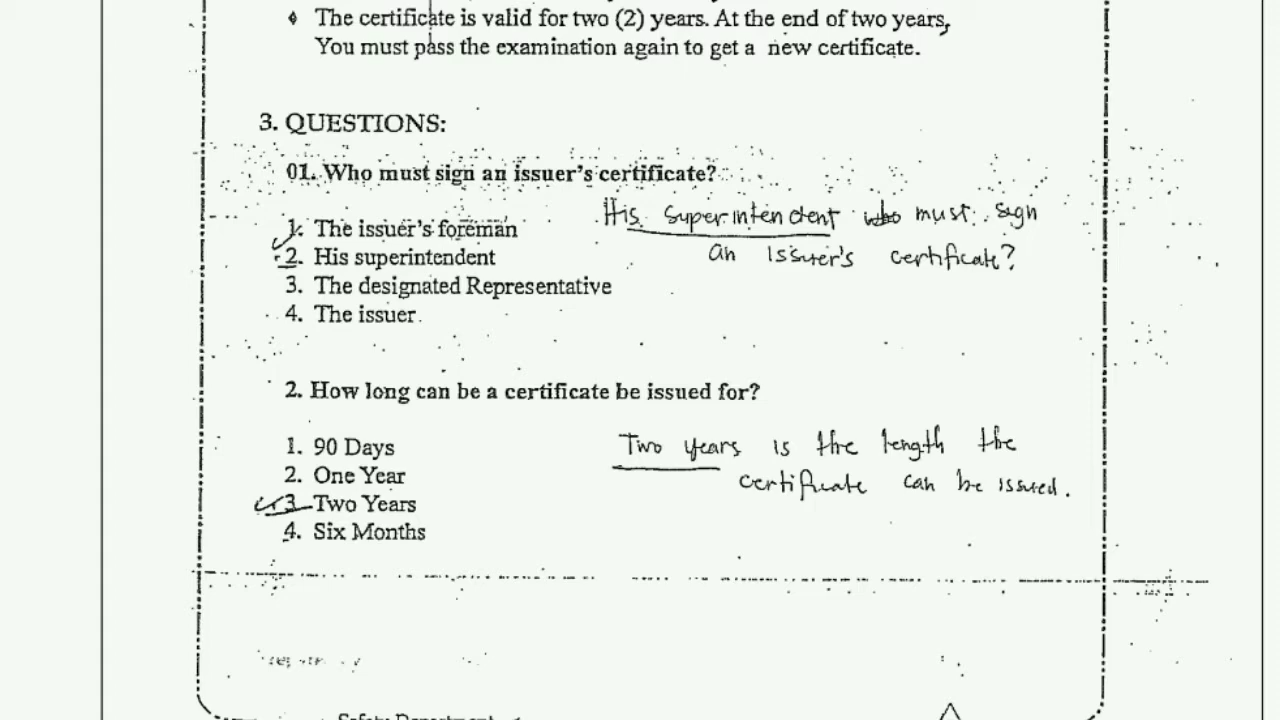 ♦ The certificate is valid for two (2) years. At the end of two years,
You must pass the examination again to get a new certificate.
3. QUESTIONS:
01. Who must sign an issuer's certificate?
His superintendent who must sign
1. The issuer's foreman
an issuer's certificate?
2. His superintendent
3. The designated Representative
4. The issuer
2. How long can be a certificate be issued for?
1. 90 Days
Two years is the length the
2. One Year
certificate can be issued.
3 Two Years
4. Six Months
Safety Department